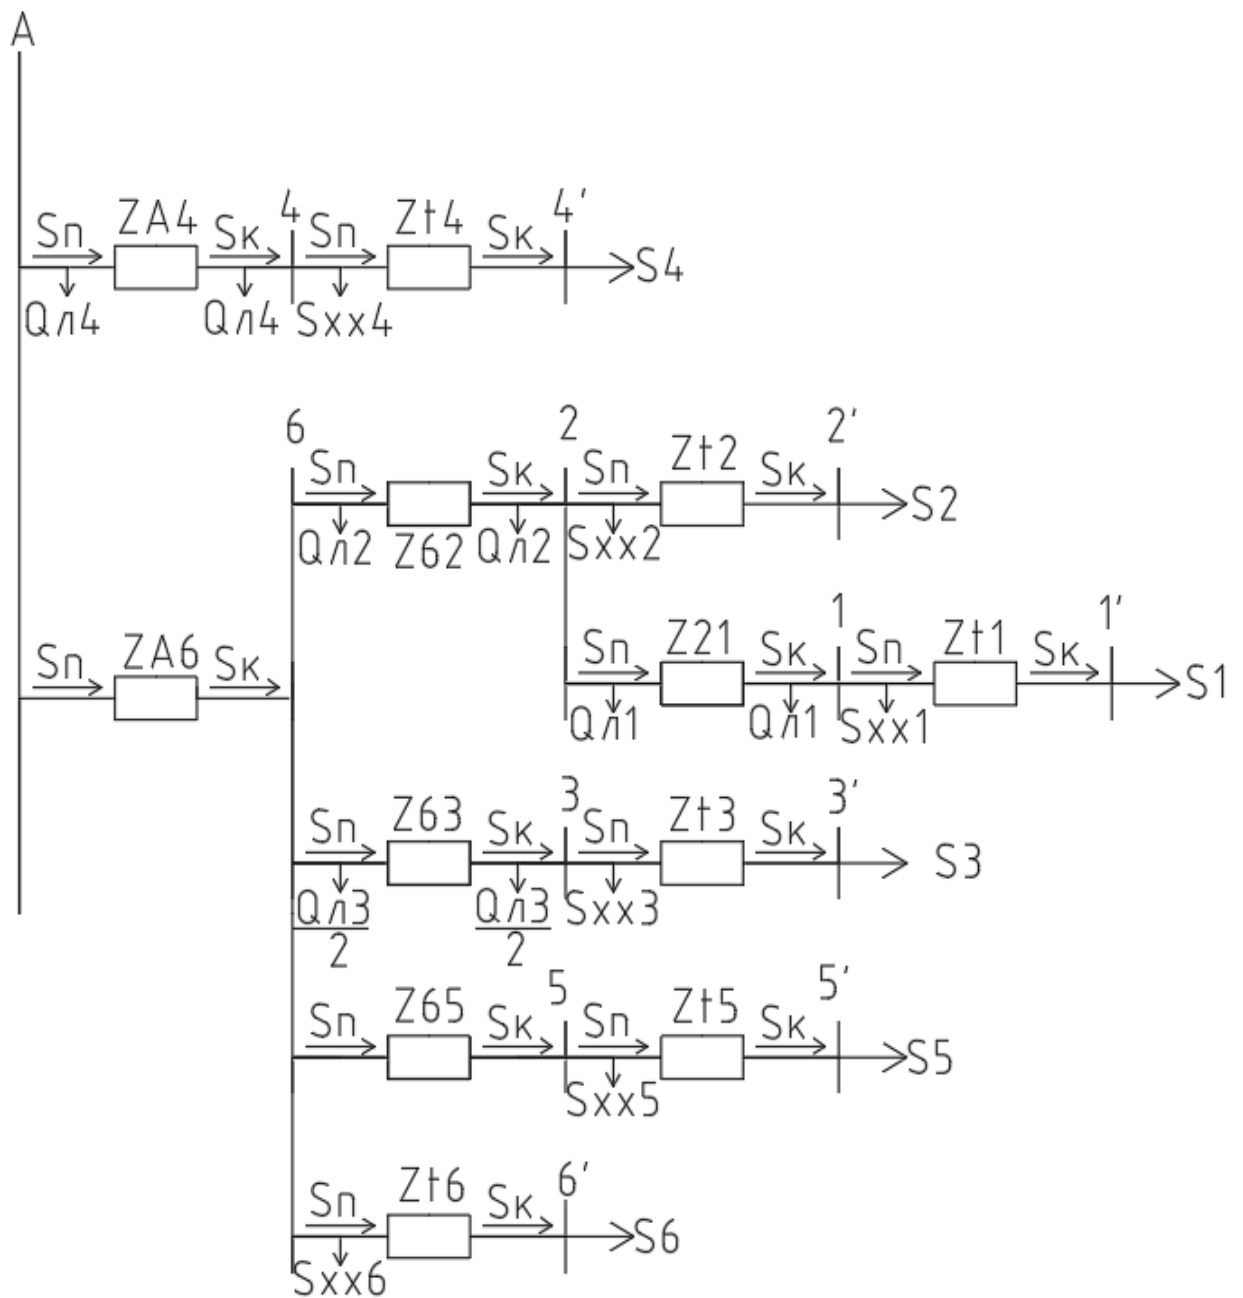 A
Sп ZA4 Sк 4 Sп Zt4 Sк 4'
S4
Qл4 Qл4 Sxx4
6 Sп Sк 2 Sп Zt2 Sк 2'
S2
Qл2 Z62 Qл2 Sxx2
Sп ZA6 Sк
Sп Z21 Sк 1 Sп Zt1 Sк 1'
S1
Qл1 Qл1 Sxx1
Sп Z63 Sк 3 Sп Zt3 Sк 3'
S3
Qл3 Qл3 Sxx3
2 2
Sп Z65 Sк 5 Sп Zt5 Sк 5'
S5
Sxx5
Sп Zt6 Sк 6'
S6
Sxx6